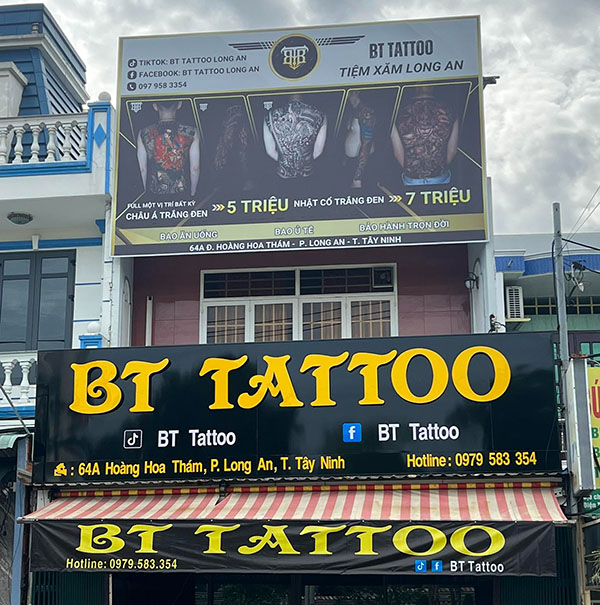 TIKTOK: BT TATTOO LONG AN
FACEBOOK: BT TATTOO LONG AN
097 958 3354
BT TATTOO
TIỆM XĂM LONG AN
FULL MỘT VỊ TRÍ BẤT KỲ
CHÂU Á TRẮNG ĐEN >>> 5 TRIỆU NHẬT CỔ TRẮNG ĐEN >>> 7 TRIỆU
BAO ĂN UỐNG BAO Ủ TÊ BẢO HÀNH TRỌN ĐỜI
64A Đ. HOÀNG HOA THÁM - P. LONG AN - T. TÂY NINH
BT TATTOO
BT Tattoo BT Tattoo
: 64A Hoàng Hoa Thám, P. Long An, T. Tây Ninh Hotline: 0979 583 354
BT TATTOO
Hotline: 0979.583.354 BT Tattoo